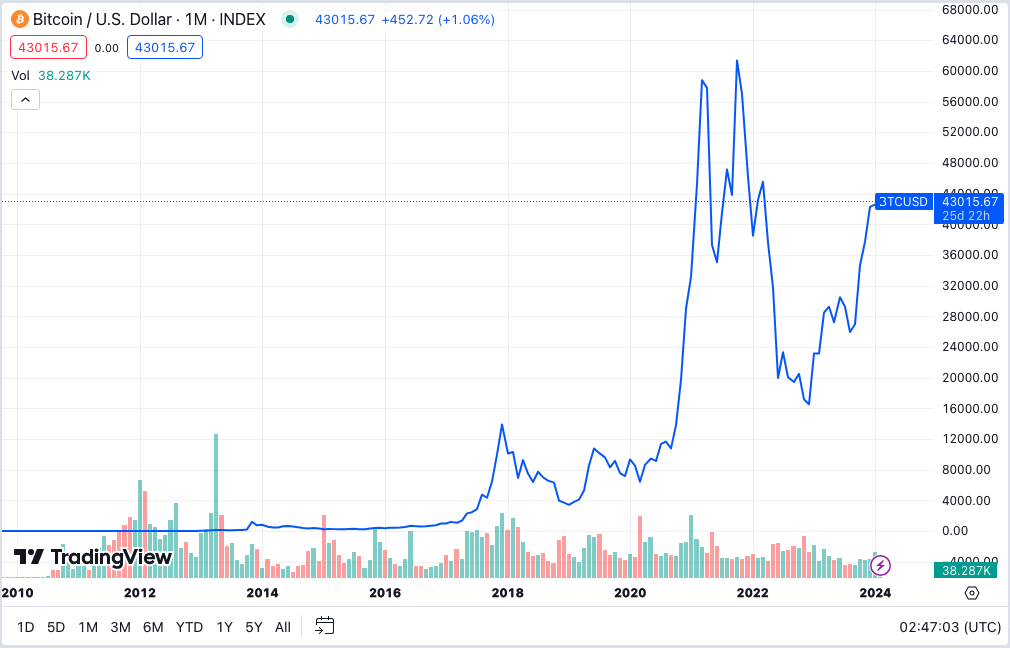 Bitcoin / U.S. Dollar · 1M · INDEX 43015.67 +452.72 (+1.06%)
43015.67 0.00 43015.67
Vol 38.287K
68000.00
64000.00
60000.00
56000.00
52000.00
48000.00
44000.00
BTCUSD 43015.67
25d 22h
40000.00
36000.00
32000.00
28000.00
24000.00
20000.00
16000.00
12000.00
8000.00
4000.00
0.00
4000.00
38.287K
TradingView
2010 2012 2014 2016 2018 2020 2022 2024
1D 5D 1M 3M 6M YTD 1Y 5Y All 02:47:03 (UTC)